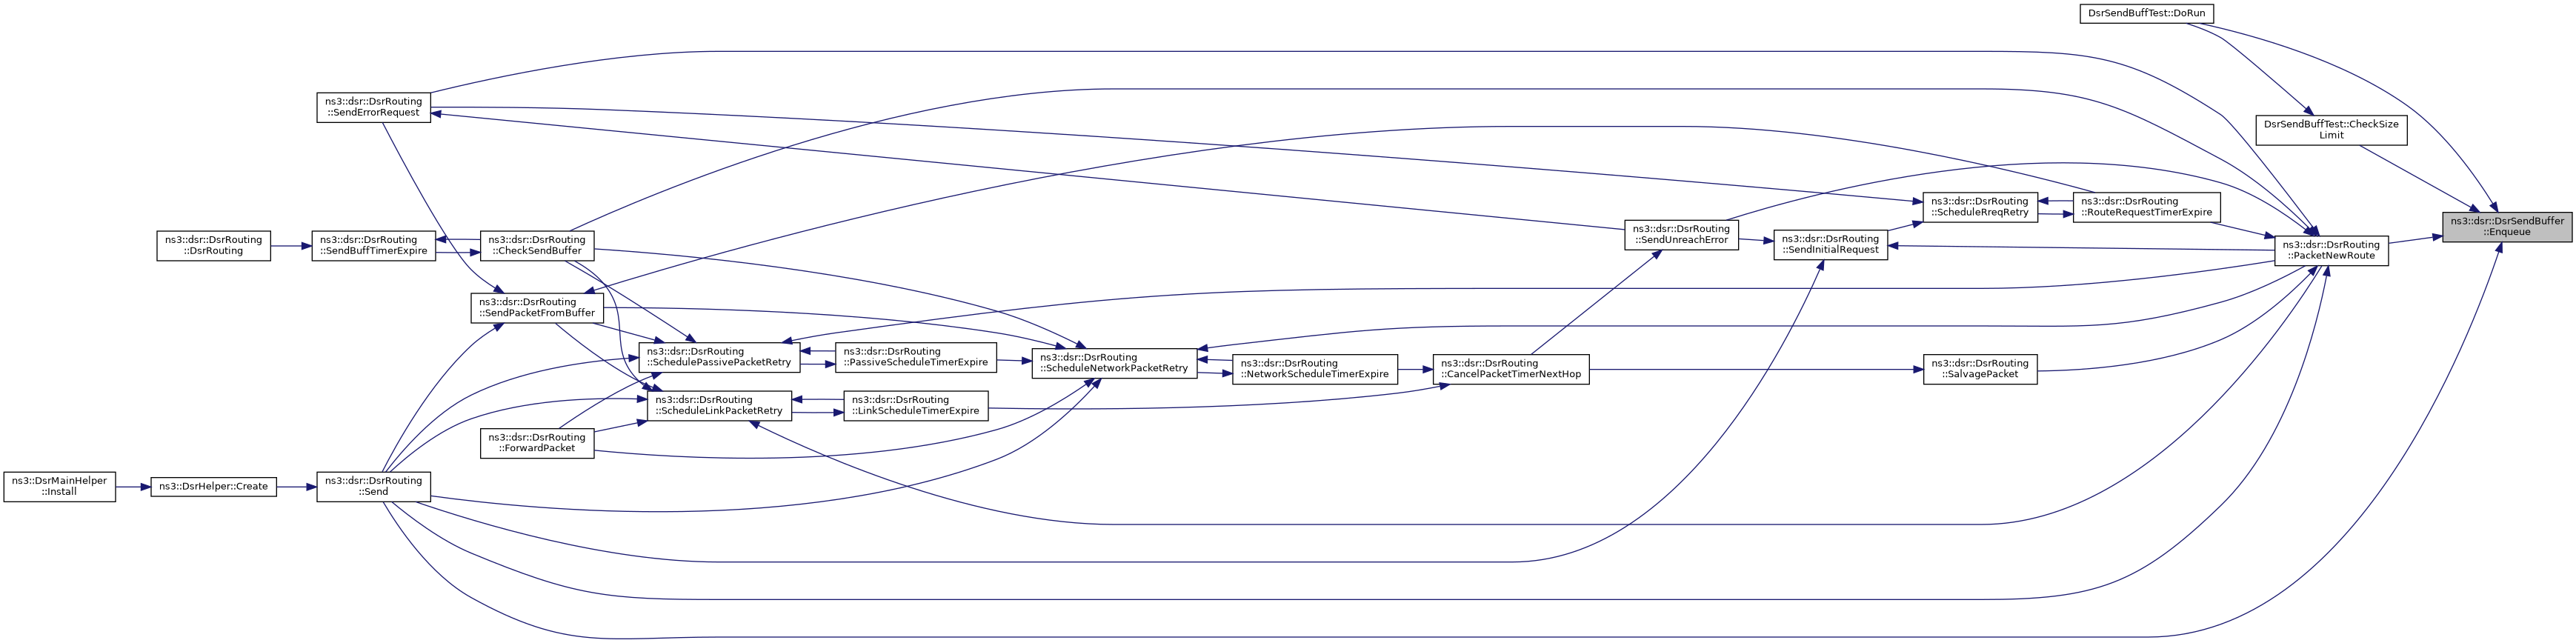 DsrSendBuffTest::DoRun
ns3::dsr::DsrRouting
::SendErrorRequest
DsrSendBuffTest::CheckSize
Limit
ns3::dsr::DsrRouting
::ScheduleRreqRetry
ns3::dsr::DsrRouting
::RouteRequestTimerExpire
ns3::dsr::DsrSendBuffer
::Enqueue
ns3::dsr::DsrRouting
::SendUnreachError
ns3::dsr::DsrRouting
::DsrRouting
ns3::dsr::DsrRouting
::SendBuffTimerExpire
ns3::dsr::DsrRouting
::CheckSendBuffer
ns3::dsr::DsrRouting
::SendInitialRequest
ns3::dsr::DsrRouting
::PacketNewRoute
ns3::dsr::DsrRouting
::SendPacketFromBuffer
ns3::dsr::DsrRouting
::SchedulePassivePacketRetry
ns3::dsr::DsrRouting
::PassiveScheduleTimerExpire
ns3::dsr::DsrRouting
::ScheduleNetworkPacketRetry
ns3::dsr::DsrRouting
::NetworkScheduleTimerExpire
ns3::dsr::DsrRouting
::CancelPacketTimerNextHop
ns3::dsr::DsrRouting
::SalvagePacket
ns3::dsr::DsrRouting
::ScheduleLinkPacketRetry
ns3::dsr::DsrRouting
::LinkScheduleTimerExpire
ns3::dsr::DsrRouting
::ForwardPacket
ns3::DsrMainHelper
::Install
ns3::DsrHelper::Create
ns3::dsr::DsrRouting
::Send